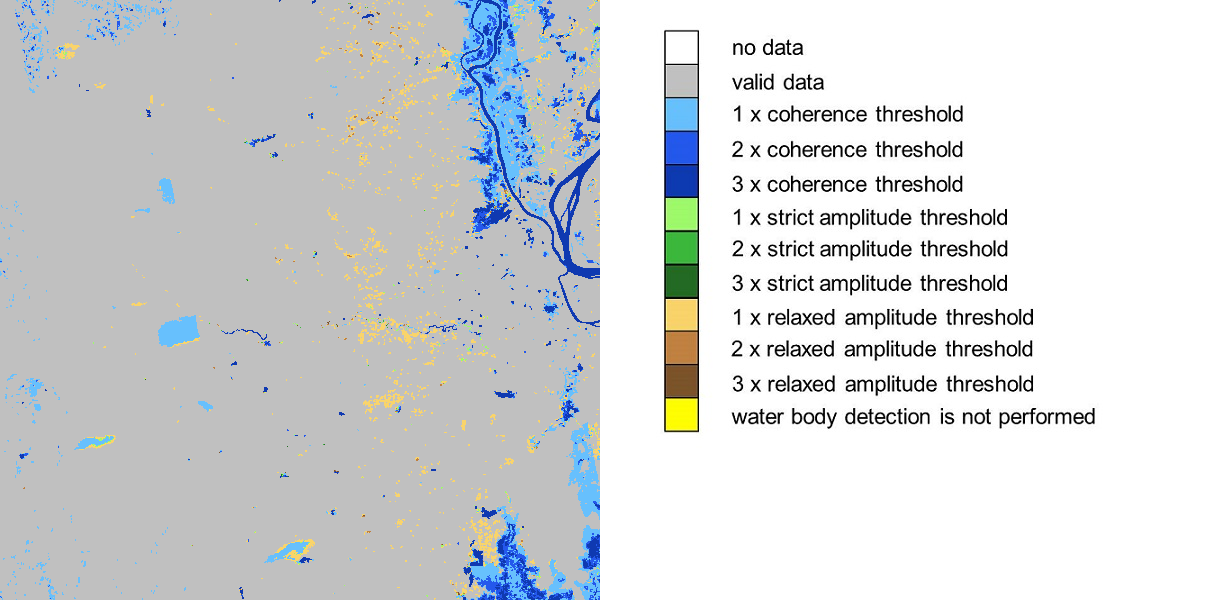 no data
valid data
1 x coherence threshold
2 x coherence threshold
3 x coherence threshold
1 x strict amplitude threshold
2 x strict amplitude threshold
3 x strict amplitude threshold
1 x relaxed amplitude threshold
2 x relaxed amplitude threshold
3 x relaxed amplitude threshold
water body detection is not performed